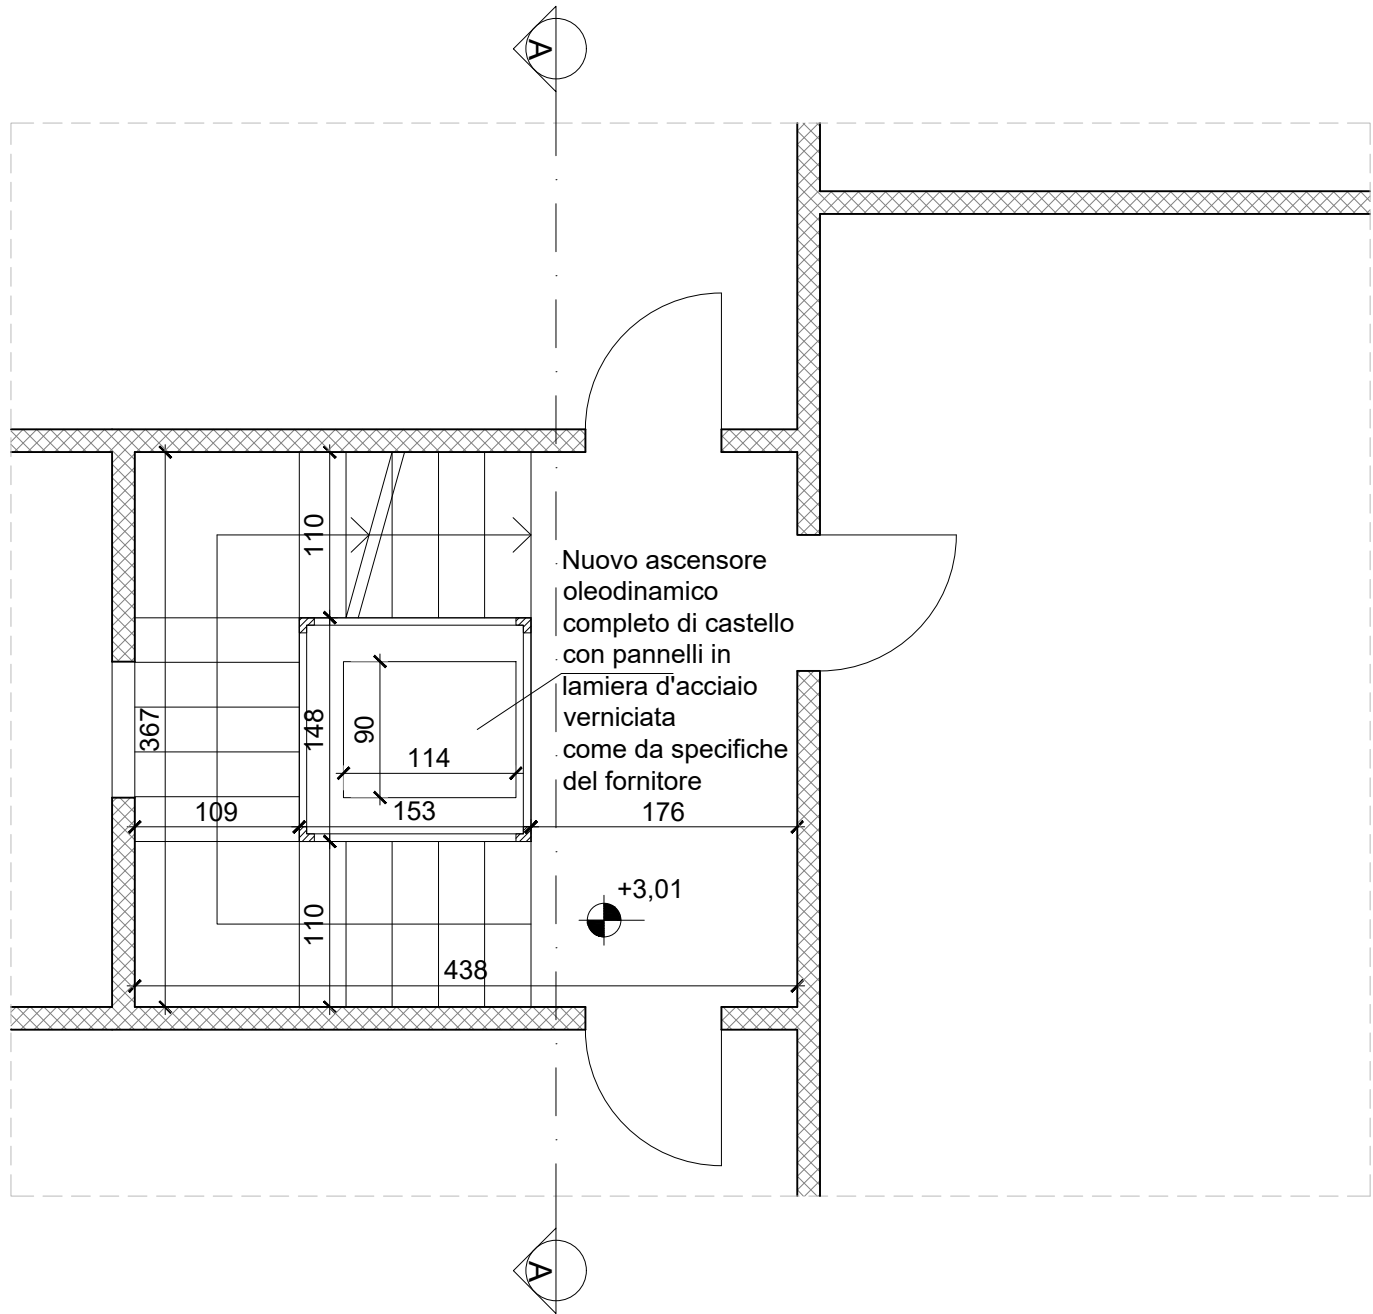 A
110
Nuovo ascensore
oleodinamico
completo di castello
con pannelli in
lamiera d'acciaio
verniciata
come da specifiche
del fornitore
367
148
90
114
109
153
176
+3,01
110
438
A